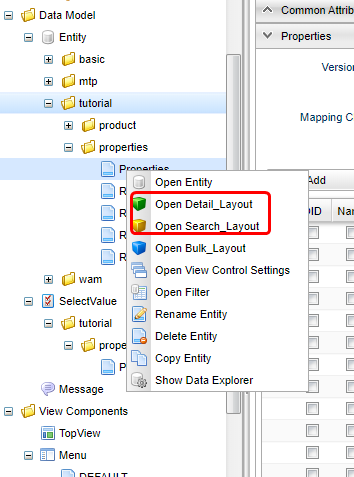 Data Model
Entity
basic
mtp
tutorial
product
properties
Properties
R
R
R
R
wam
SelectValue
tutorial
prope
P
Message
View Components
TopView
Menu
DEFAULT
Open Entity
Open Detail_Layout
Open Search_Layout
Open Bulk_Layout
Open View Control Settings
Open Filter
Rename Entity
Delete Entity
Copy Entity
Show Data Explorer
Common Attrib
Properties
Version
Mapping C
Add
OID
Nam